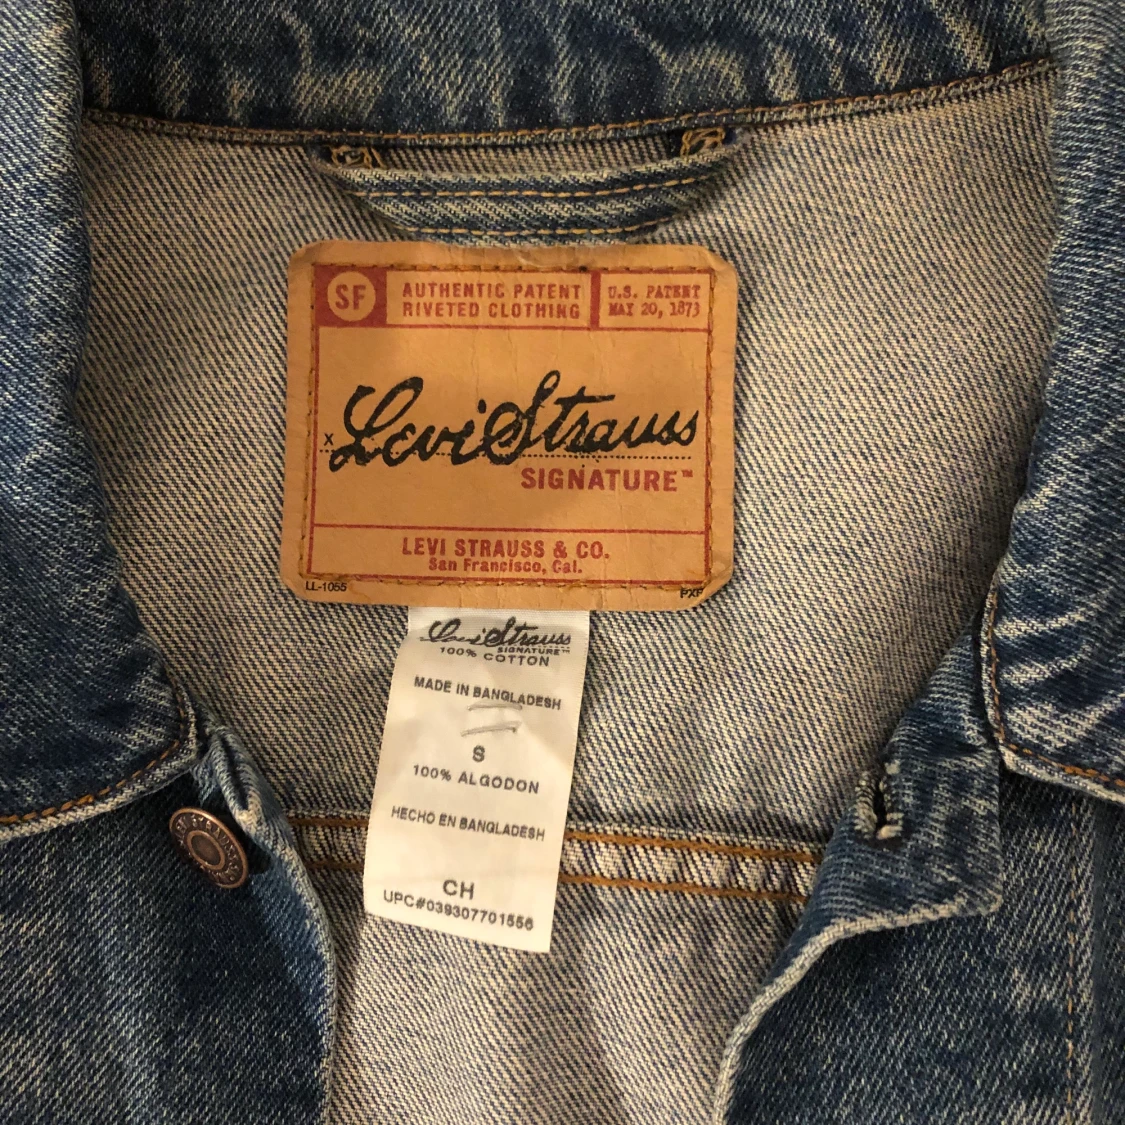 SF
AUTHENTIC PATENT
RIVETED CLOTHING
U.S. PATENT
MAY 20, 1873
x Levi Strauss
SIGNATURE™
LEVI STRAUSS & CO.
San Francisco, Cal.
LL-1055
Levi Strauss
SIGNATURE™
100% COTTON
MADE IN BANGLADESH
S
100% ALGODON
HECHO EN BANGLADESH
CH
UPC#039307701556